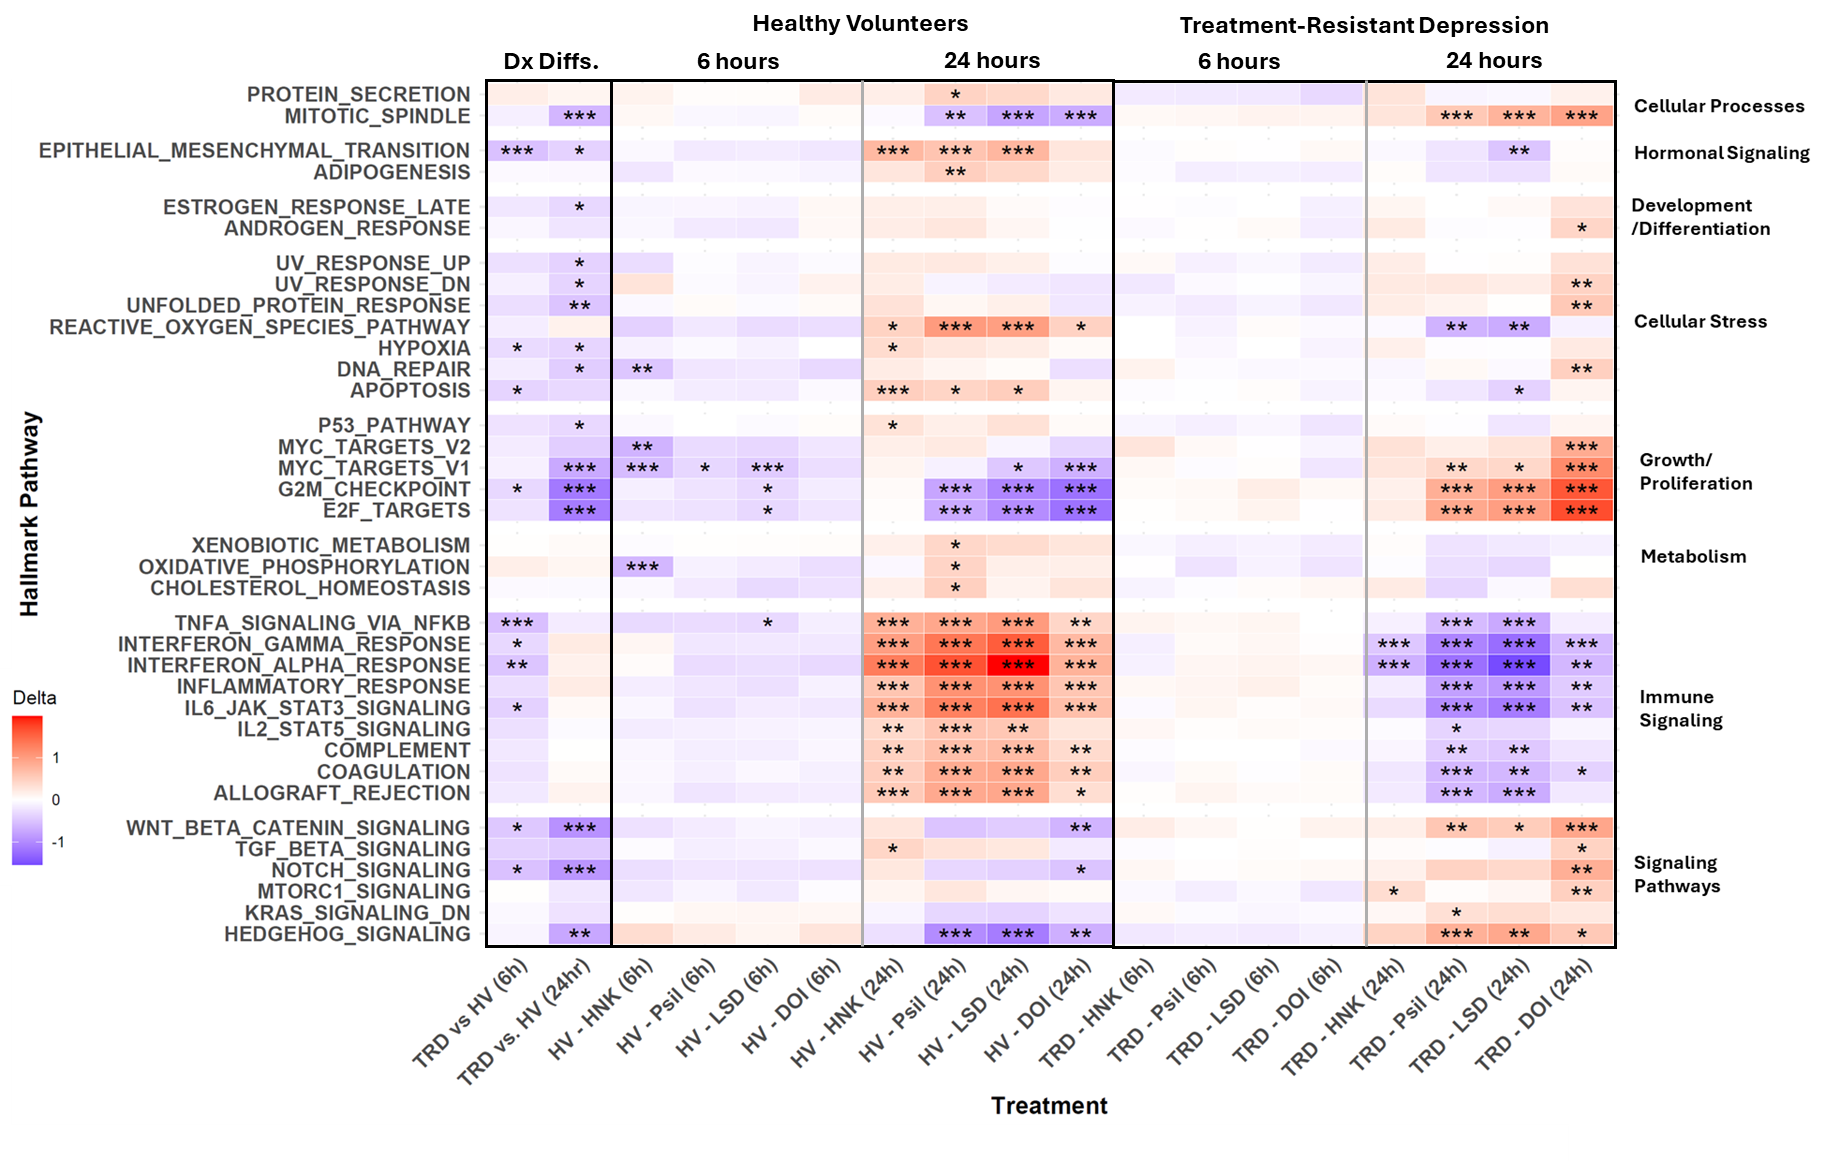 Healthy Volunteers
Treatment-Resistant Depression
Dx Diffs.
6 hours
24 hours
6 hours
24 hours
Hallmark Pathway
PROTEIN_SECRETION *
MITOTIC_SPINDLE *** ** *** *** *** *** ***
Cellular Processes
EPITHELIAL_MESENCHYMAL_TRANSITION *** * *** *** *** **
ADIPOGENESIS **
Hormonal Signaling
ESTROGEN_RESPONSE_LATE *
ANDROGEN_RESPONSE *
Development
/Differentiation
UV_RESPONSE_UP *
UV_RESPONSE_DN * **
UNFOLDED_PROTEIN_RESPONSE ** **
REACTIVE_OXYGEN_SPECIES_PATHWAY * *** *** * ** **
HYPOXIA * * *
DNA_REPAIR * ** **
APOPTOSIS * *** * * *
Cellular Stress
P53_PATHWAY * *
MYC_TARGETS_V2 ** ***
MYC_TARGETS_V1 *** *** * *** * *** ** * ***
G2M_CHECKPOINT * *** * *** *** *** *** *** ***
E2F_TARGETS *** * *** *** *** *** *** ***
Growth/
Proliferation
XENOBIOTIC_METABOLISM *
OXIDATIVE_PHOSPHORYLATION *** *
CHOLESTEROL_HOMEOSTASIS *
Metabolism
TNFA_SIGNALING_VIA_NFKB *** * *** *** *** ** *** ***
INTERFERON_GAMMA_RESPONSE * *** *** *** *** *** *** *** ***
INTERFERON_ALPHA_RESPONSE ** *** *** *** *** *** *** *** **
INFLAMMATORY_RESPONSE *** *** *** *** *** *** **
IL6_JAK_STAT3_SIGNALING * *** *** *** *** *** *** **
IL2_STAT5_SIGNALING ** *** ** *
COMPLEMENT ** *** *** ** ** **
COAGULATION ** *** *** ** *** ** *
ALLOGRAFT_REJECTION *** *** *** * *** ***
Immune
Signaling
WNT_BETA_CATENIN_SIGNALING * *** ** ** * ***
TGF_BETA_SIGNALING * *
NOTCH_SIGNALING * *** * **
MTORC1_SIGNALING * **
KRAS_SIGNALING_DN *
HEDGEHOG_SIGNALING ** *** *** ** *** ** *
Signaling
Pathways
Delta
1
0
-1
TRD vs HV (6h)
TRD vs. HV (24hr)
HV - HNK (6h)
HV - Psil (6h)
HV - LSD (6h)
HV - DOI (6h)
HV - HNK (24h)
HV - Psil (24h)
HV - LSD (24h)
HV - DOI (24h)
TRD - HNK (6h)
TRD - Psil (6h)
TRD - LSD (6h)
TRD - DOI (6h)
TRD - HNK (24h)
TRD - Psil (24h)
TRD - LSD (24h)
TRD - DOI (24h)
Treatment